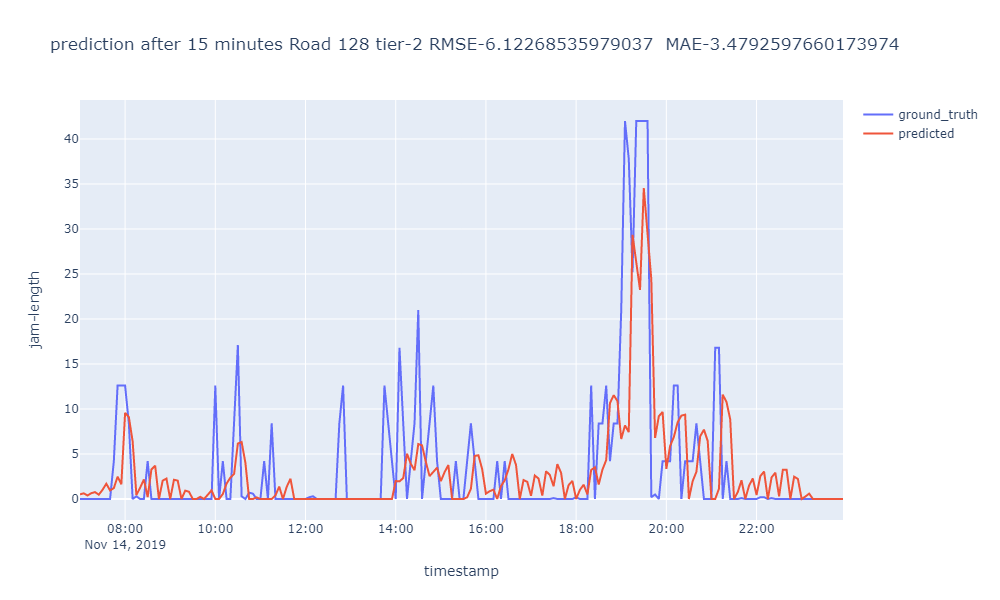 prediction after 15 minutes Road 128 tier-2 RMSE-6.12268535979037  MAE-3.4792597660173974
ground_truth
predicted
40
35
30
25
20
15
10
5
0
jam-length
08:00 10:00 12:00 14:00 16:00 18:00 20:00 22:00
Nov 14, 2019
timestamp